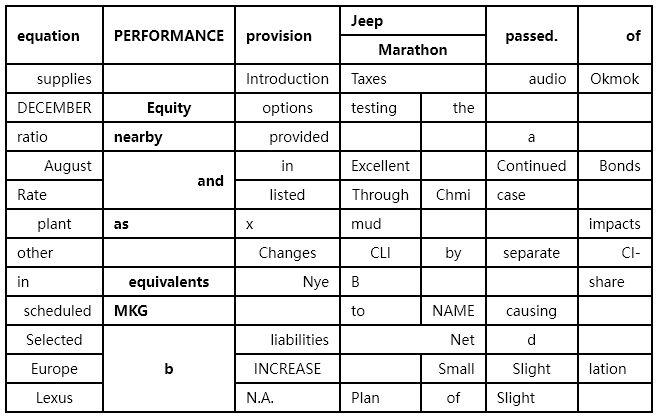 equation PERFORMANCE provision Jeep passed. of
Marathon
supplies Introduction Taxes audio Okmok
DECEMBER Equity options testing the
ratio nearby provided a
August and in Excellent Continued Bonds
Rate listed Through Chmi case
plant as x mud impacts
other Changes CLI by separate CI-
in equivalents Nye B share
scheduled MKG to NAME causing
Selected b liabilities Net d
Europe INCREASE Small Slight lation
Lexus N.A. Plan of Slight